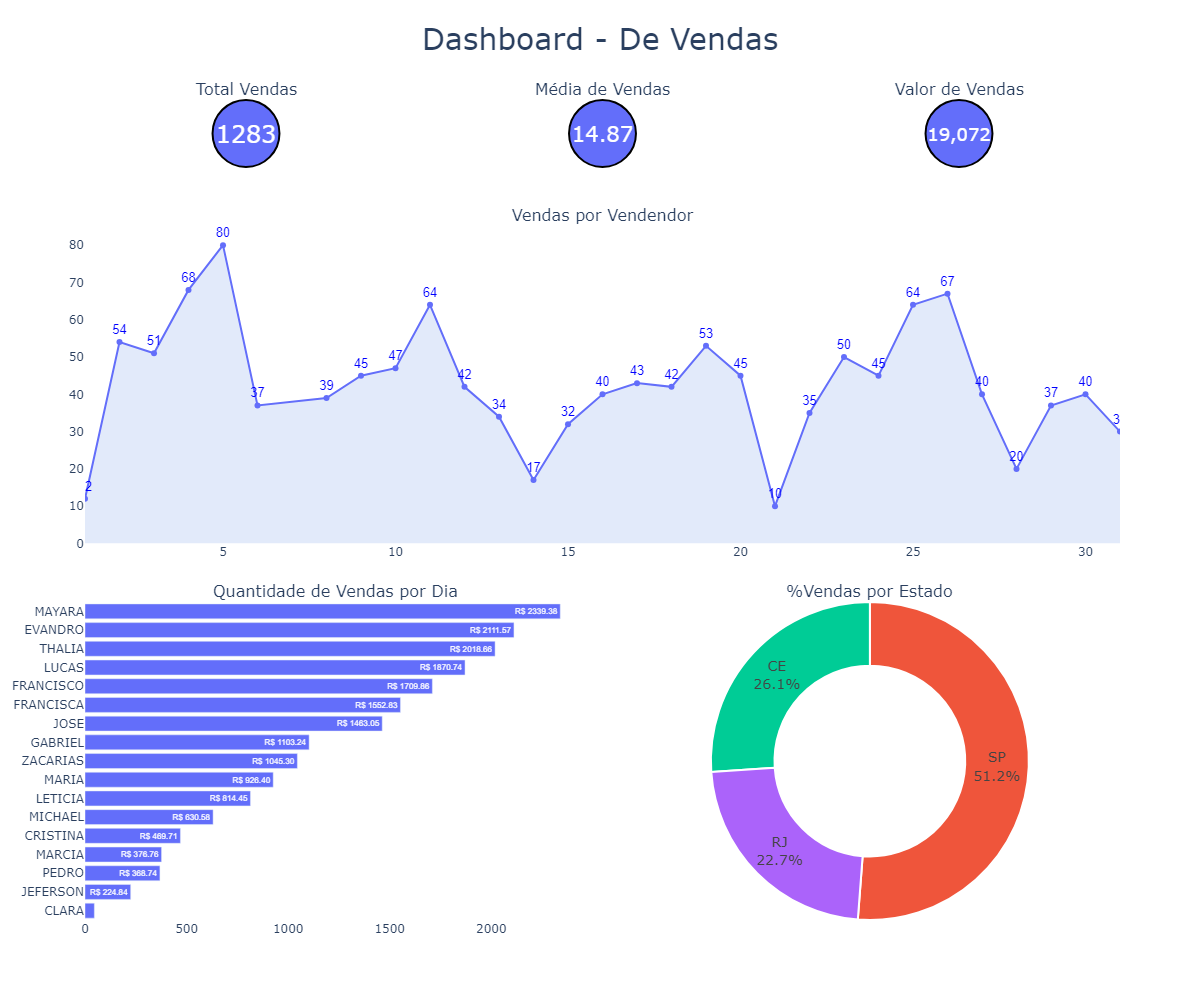 Dashboard - De Vendas
Total Vendas
1283
Média de Vendas
14.87
Valor de Vendas
19,072
Vendas por Vendendor
80
70
60
50
40
30
20
10
0
2
54
51
68
80
37
39
45
47
64
42
34
17
32
40
43
42
53
45
10
35
50
45
64
67
40
20
37
40
3
5
10
15
20
25
30
Quantidade de Vendas por Dia
MAYARA R$ 2339.38
EVANDRO R$ 2111.57
THALIA R$ 2018.66
LUCAS R$ 1870.74
FRANCISCO R$ 1709.86
FRANCISCA R$ 1552.83
JOSE R$ 1463.05
GABRIEL R$ 1103.24
ZACARIAS R$ 1045.30
MARIA R$ 926.40
LETICIA R$ 814.45
MICHAEL R$ 630.58
CRISTINA R$ 469.71
MARCIA R$ 376.76
PEDRO R$ 368.74
JEFERSON R$ 224.84
CLARA
0 500 1000 1500 2000
%Vendas por Estado
CE
26.1%
SP
51.2%
RJ
22.7%